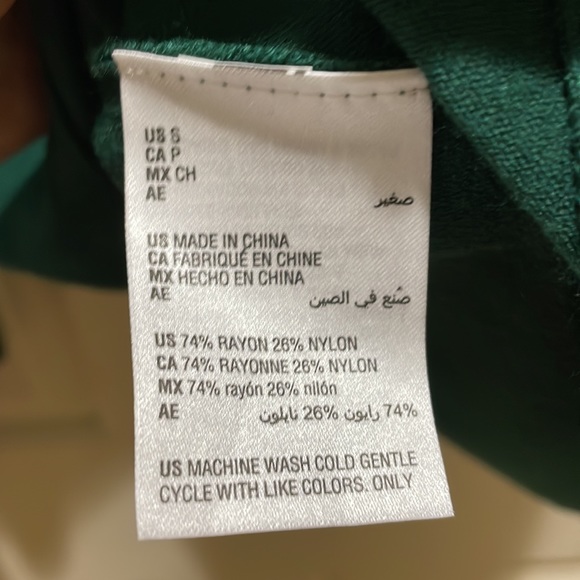 US S
CA P
MX CH
AE صغير
US MADE IN CHINA
CA FABRIQUÉ EN CHINE
MX HECHO EN CHINA
AE صُنع في الصين
US 74% RAYON 26% NYLON
CA 74% RAYONNE 26% NYLON
MX 74% rayón 26% nilón
AE 74% رايون 26% نايلون
US MACHINE WASH COLD GENTLE
CYCLE WITH LIKE COLORS. ONLY